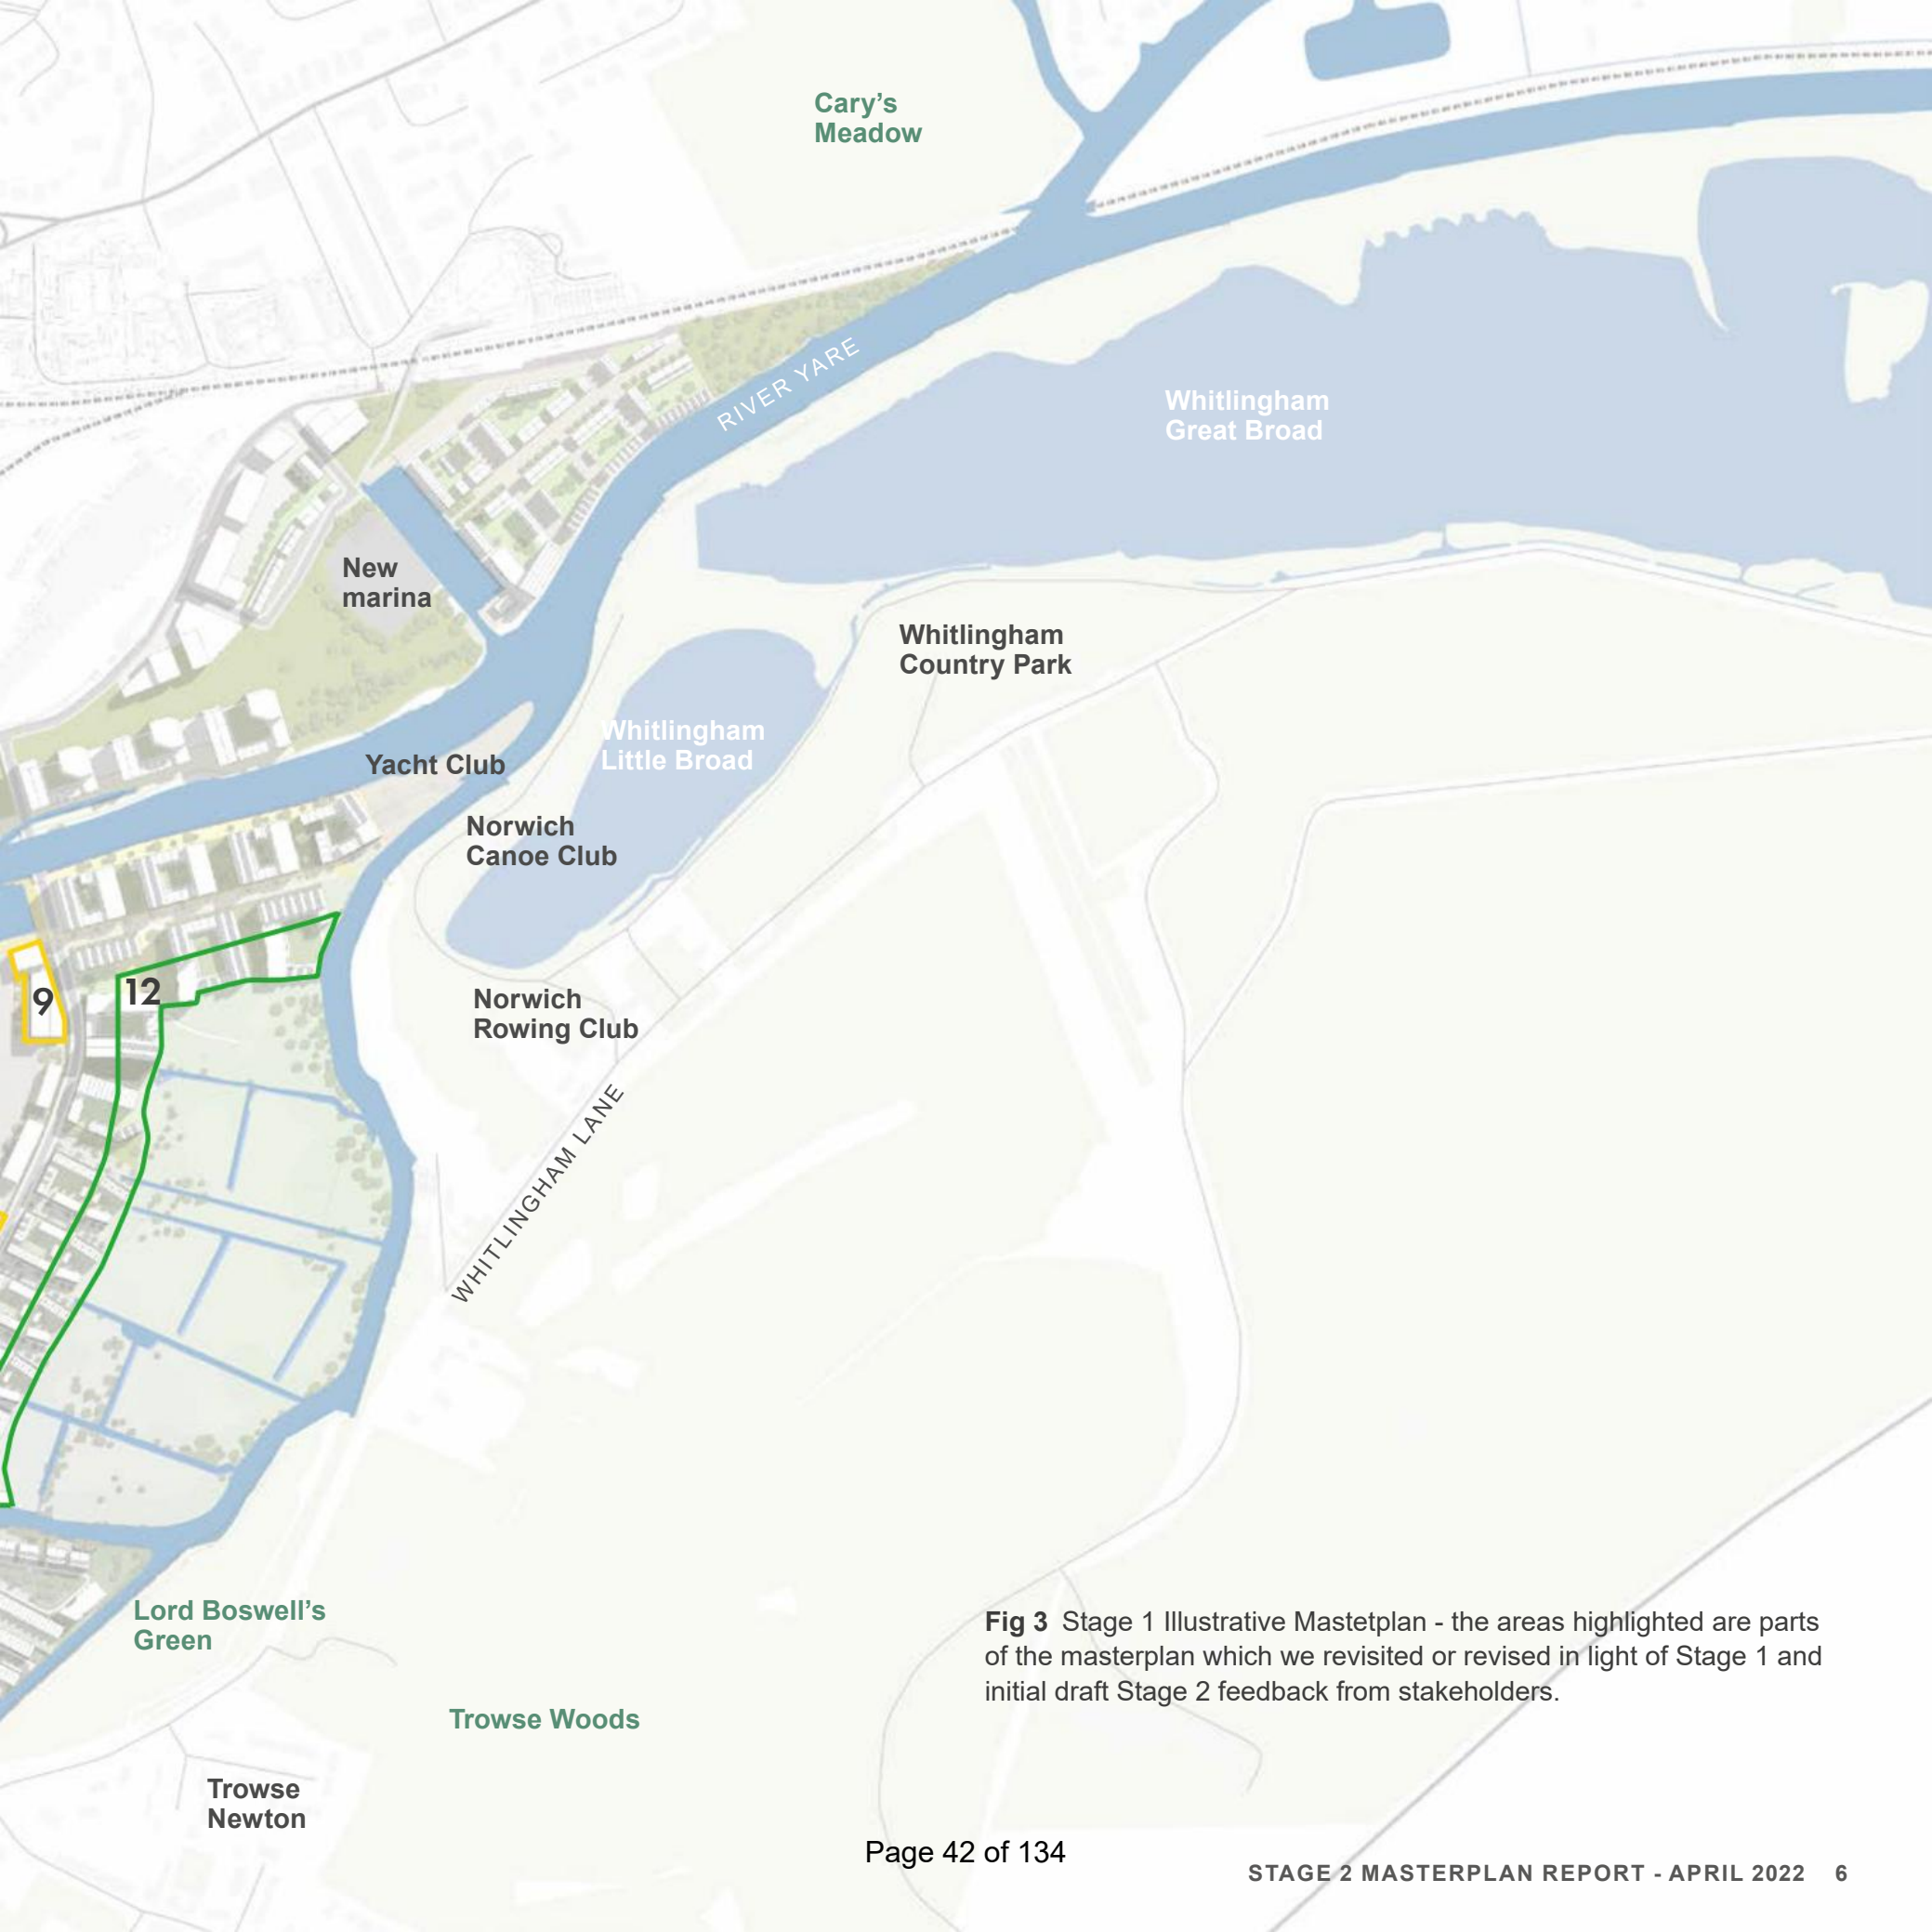 Cary's
Meadow
RIVER YARE
Whitlingham
Great Broad
New
marina
Whitlingham
Country Park
Whitlingham
Little Broad
Yacht Club
Norwich
Canoe Club
9
12
Norwich
Rowing Club
WHITLINGHAM LANE
Lord Boswell's
Green
Fig 3 Stage 1 Illustrative Mastetplan - the areas highlighted are parts
of the masterplan which we revisited or revised in light of Stage 1 and
initial draft Stage 2 feedback from stakeholders.
Trowse Woods
Trowse
Newton
Page 42 of 134
STAGE 2 MASTERPLAN REPORT - APRIL 2022 6